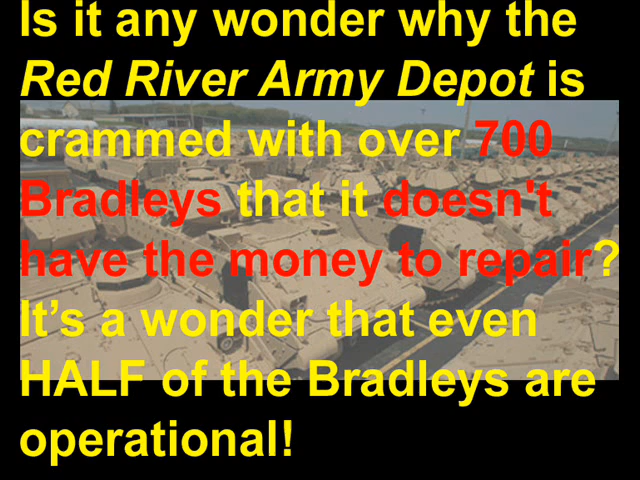 Is it any wonder why the
Red River Army Depot is
crammed with over 700
Bradleys that it doesn't
have the money to repair?
It’s a wonder that even
HALF of the Bradleys are
operational!